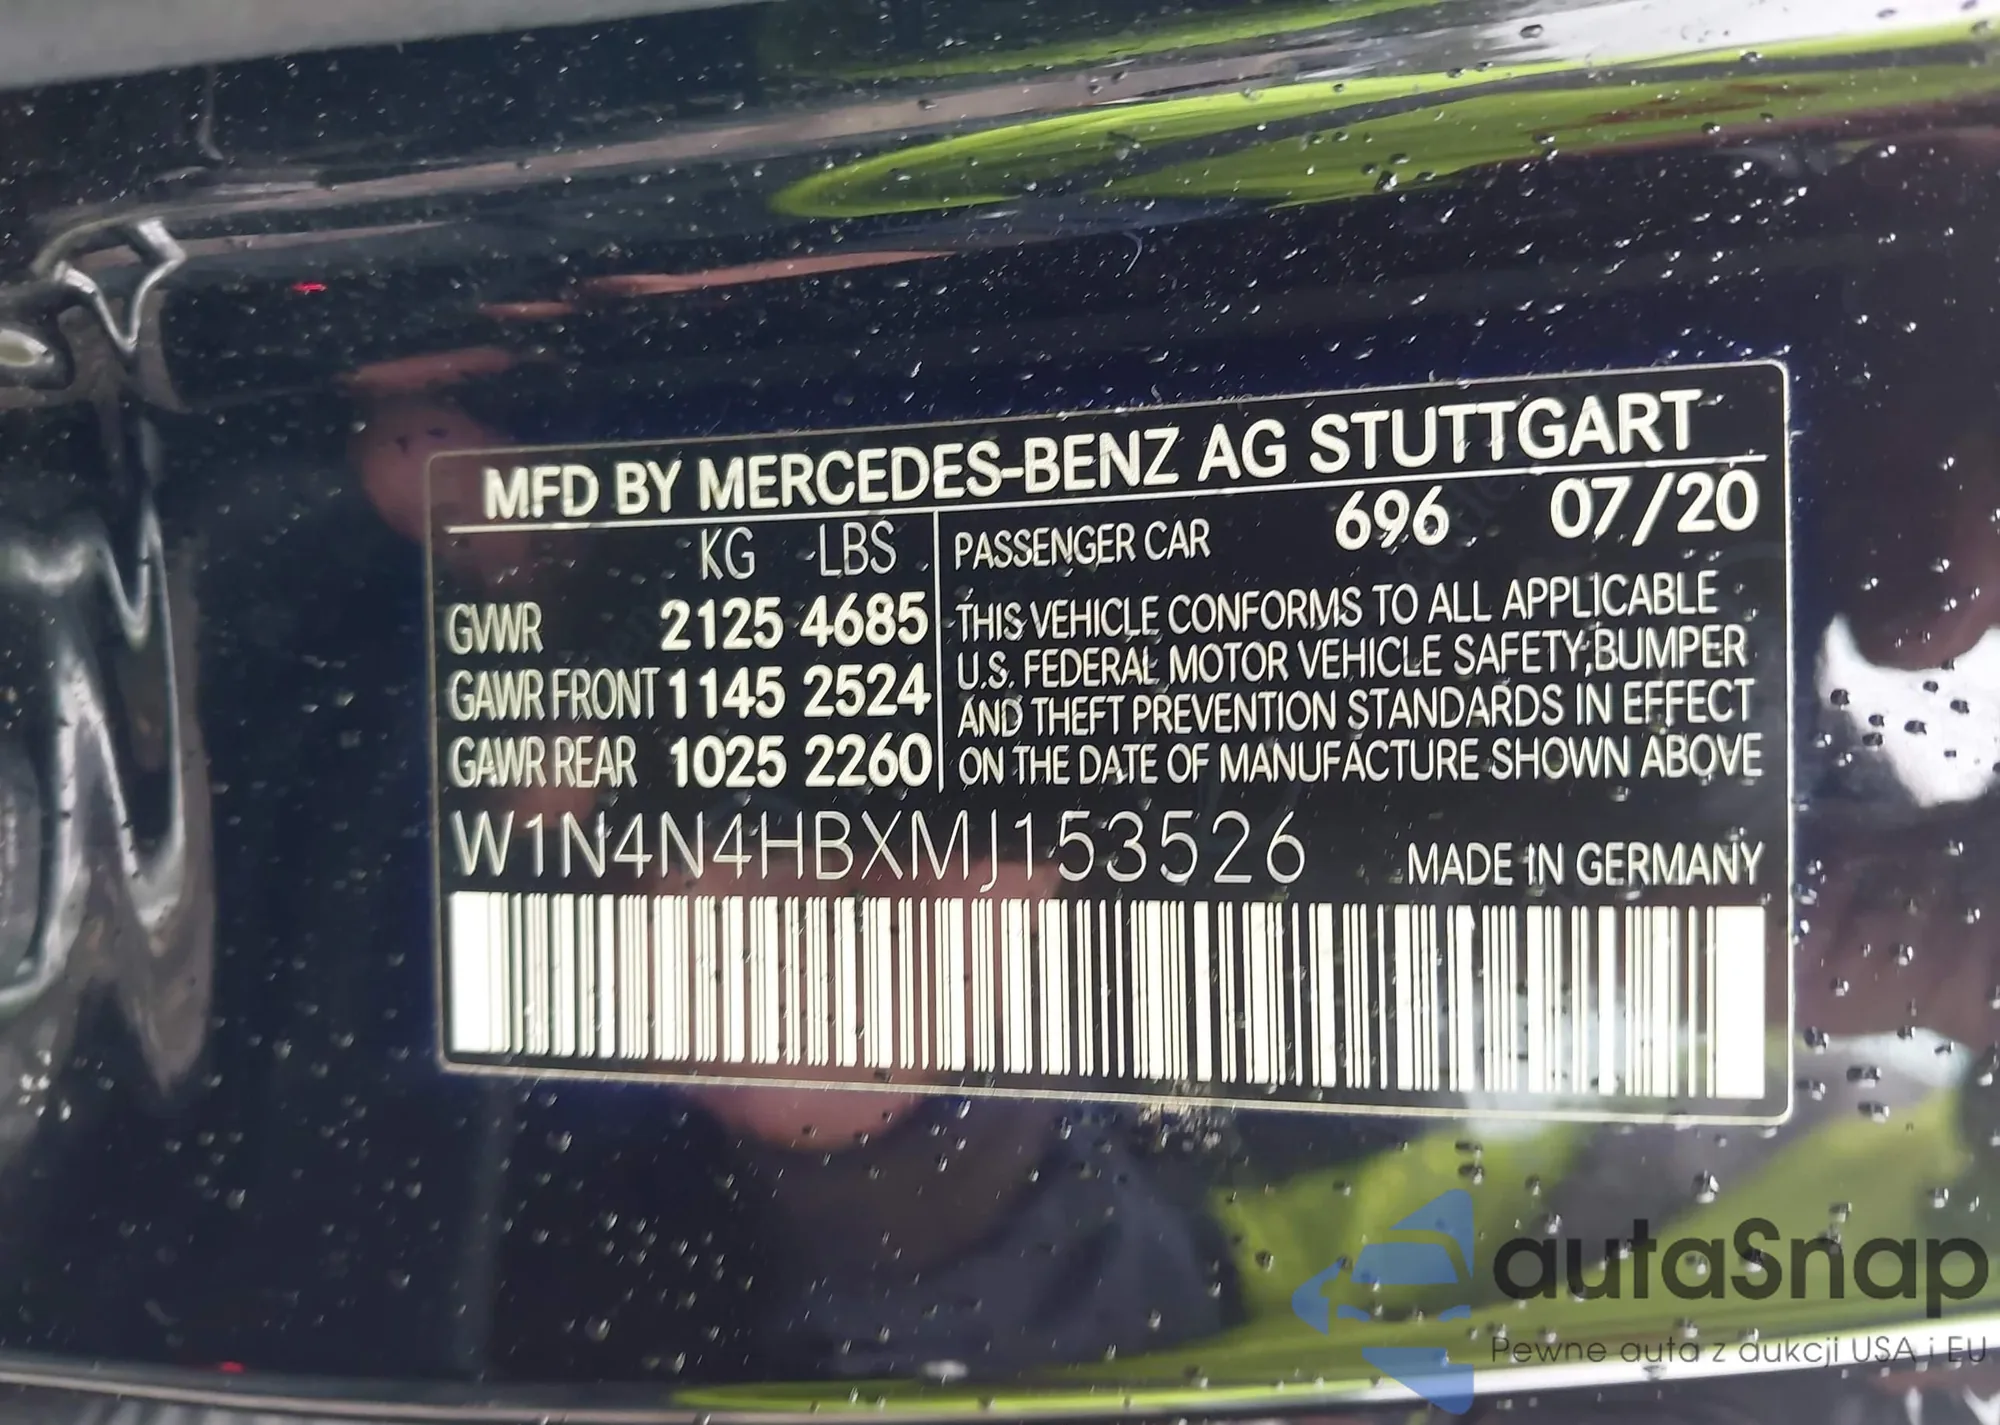 MFD BY MERCEDES-BENZ AG STUTTGART
KG LBS
GVWR 2125 4685
GAWR FRONT 1145 2524
GAWR REAR 1025 2260
PASSENGER CAR 696 07/20
THIS VEHICLE CONFORMS TO ALL APPLICABLE
U.S. FEDERAL MOTOR VEHICLE SAFETY,BUMPER
AND THEFT PREVENTION STANDARDS IN EFFECT
ON THE DATE OF MANUFACTURE SHOWN ABOVE
W1N4N4HBXMJ153526 MADE IN GERMANY
autaSnap
Pewne auta z aukcji USA i EU